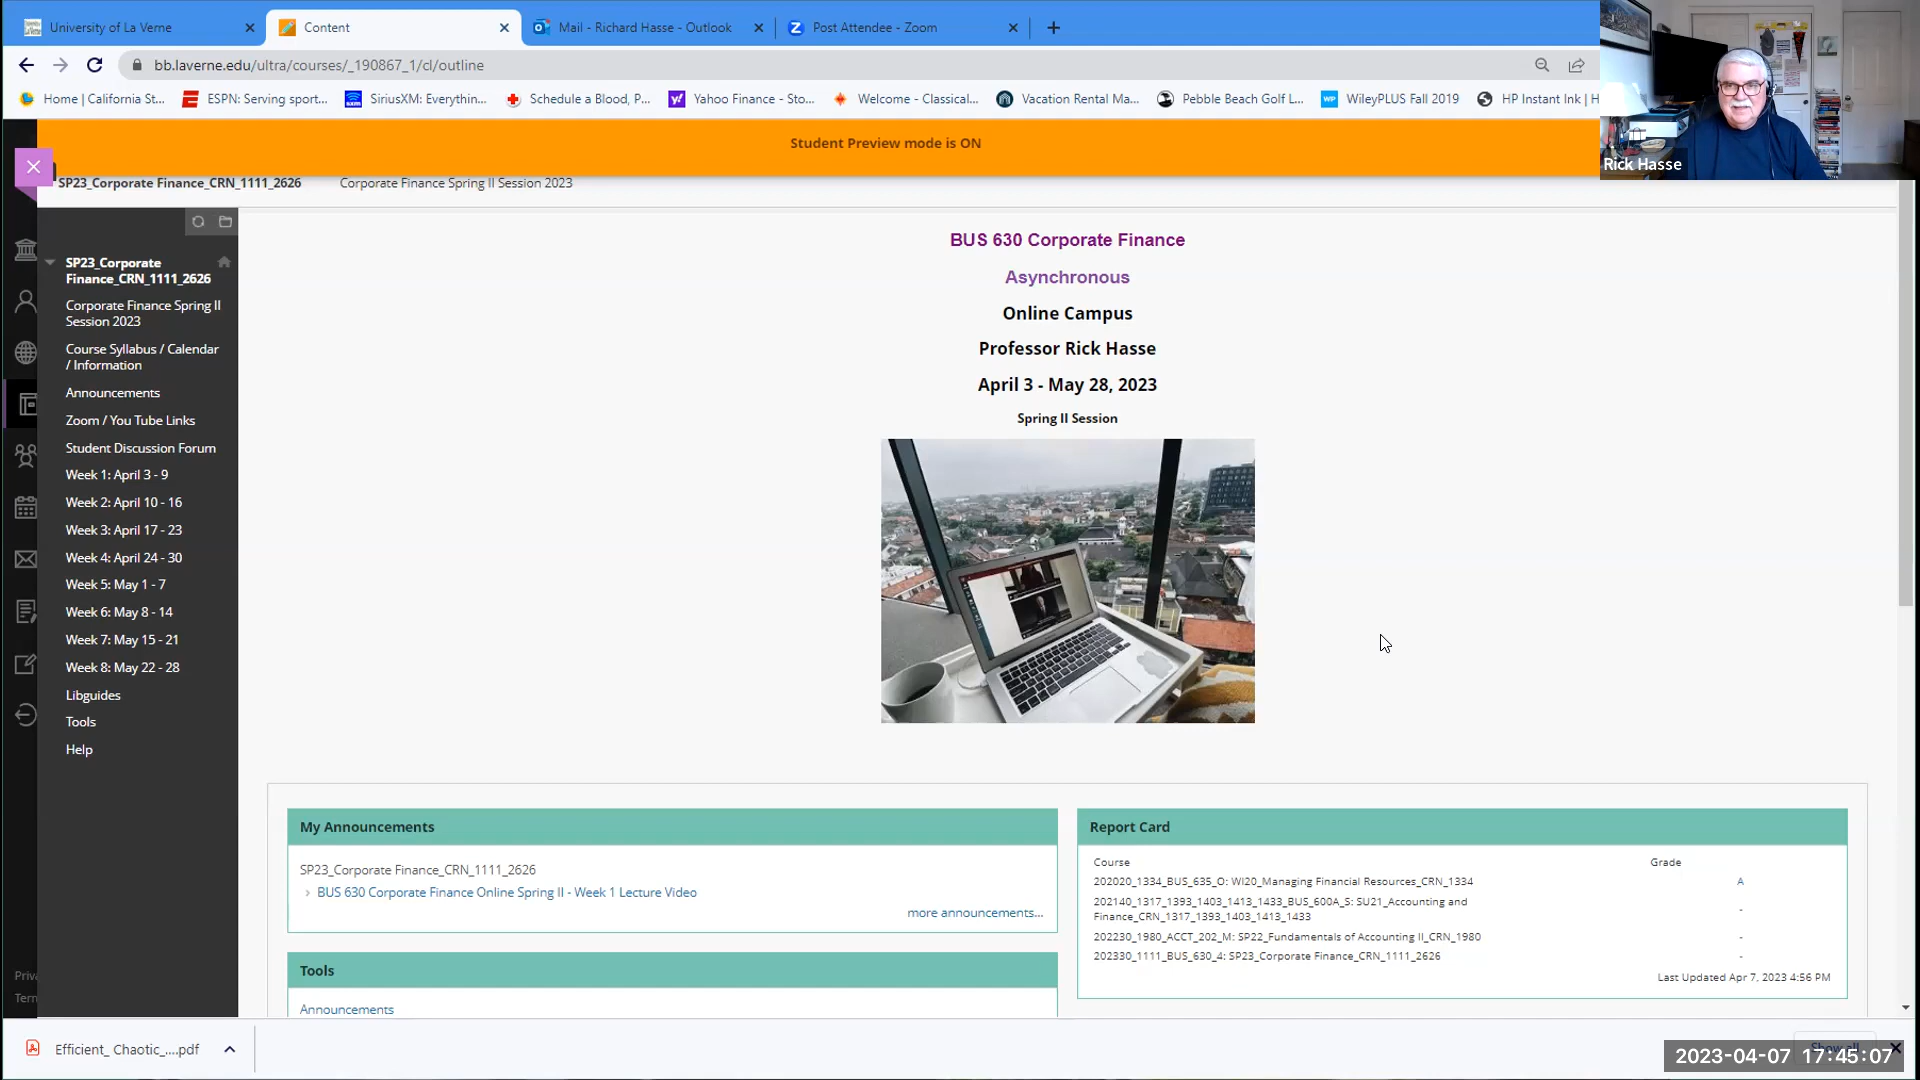 University of La Verne
Content
Mail - Richard Hasse - Outlook
Post Attendee - Zoom
bb.laverne.edu/ultra/courses/_190867_1/cl/outline
Home | California St...
ESPN: Serving sport...
SiriusXM: Everythin...
Schedule a Blood, P...
Yahoo Finance - Sto...
Welcome - Classical...
Vacation Rental Ma...
Pebble Beach Golf L...
WileyPLUS Fall 2019
HP Instant Ink | H
Student Preview mode is ON
Rick Hasse
SP23_Corporate Finance_CRN_1111_2626
Corporate Finance Spring II Session 2023
SP23_Corporate
Finance_CRN_1111_2626
Corporate Finance Spring II
Session 2023
Course Syllabus / Calendar
/ Information
Announcements
Zoom / You Tube Links
Student Discussion Forum
Week 1: April 3 - 9
Week 2: April 10 - 16
Week 3: April 17 - 23
Week 4: April 24 - 30
Week 5: May 1 - 7
Week 6: May 8 - 14
Week 7: May 15 - 21
Week 8: May 22 - 28
Libguides
Tools
Help
Priv
Tern
BUS 630 Corporate Finance
Asynchronous
Online Campus
Professor Rick Hasse
April 3 - May 28, 2023
Spring II Session
My Announcements
SP23_Corporate Finance_CRN_1111_2626
BUS 630 Corporate Finance Online Spring II - Week 1 Lecture Video
more announcements...
Tools
Announcements
Report Card
Course Grade
202020_1334_BUS_635_O: WI20_Managing Financial Resources_CRN_1334 A
202140_1317_1393_1403_1413_1433_BUS_600A_S: SU21_Accounting and
Finance_CRN_1317_1393_1403_1413_1433 -
202230_1980_ACCT_202_M: SP22_Fundamentals of Accounting II_CRN_1980 -
202330_1111_BUS_630_4: SP23_Corporate Finance_CRN_1111_2626 -
Last Updated Apr 7, 2023 4:56 PM
Efficient_ Chaotic_....pdf
Show all
2023-04-07 17:45:07